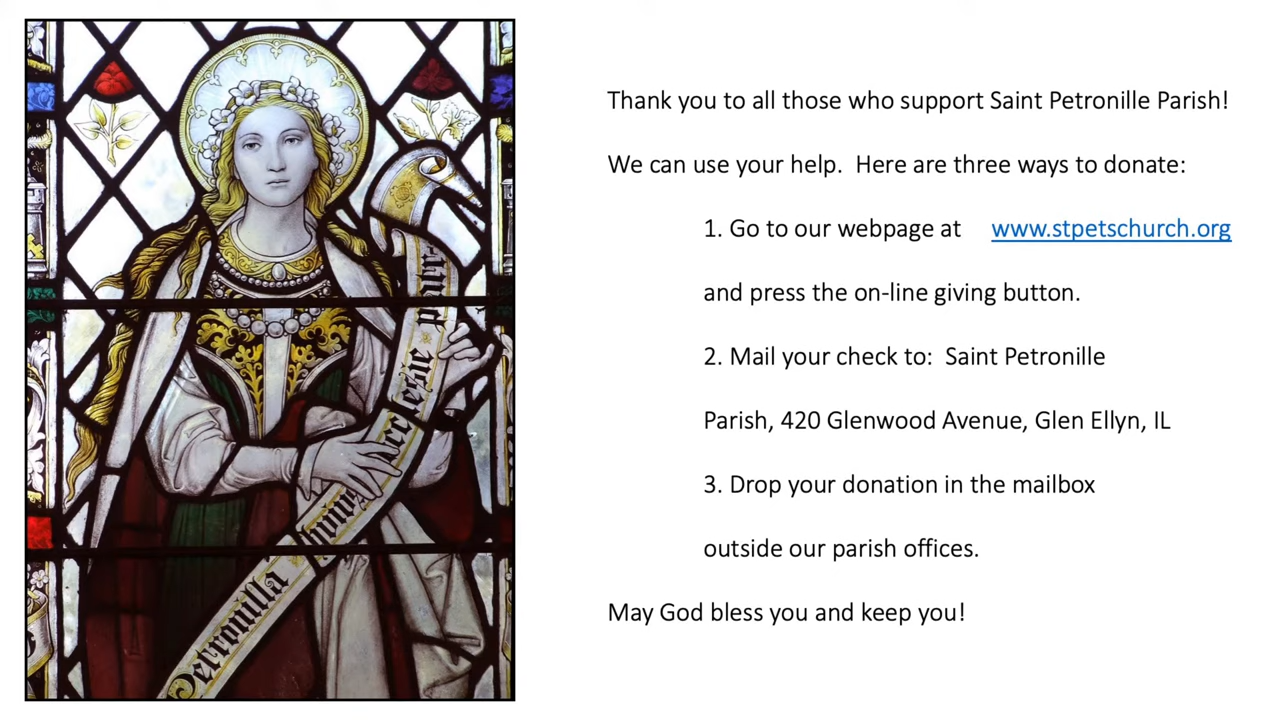 Thank you to all those who support Saint Petronille Parish!
We can use your help. Here are three ways to donate:
1. Go to our webpage at www.stpetschurch.org
and press the on-line giving button.
2. Mail your check to: Saint Petronille
Parish, 420 Glenwood Avenue, Glen Ellyn, IL
3. Drop your donation in the mailbox
outside our parish offices.
May God bless you and keep you!
Petronilla huius ecclesie